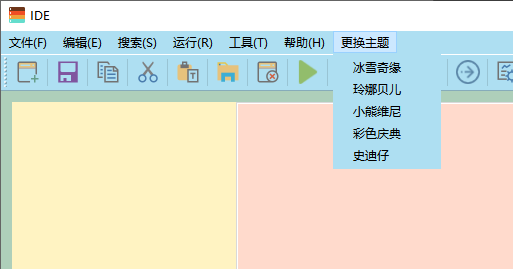 IDE
文件(F) 编辑(E) 搜索(S) 运行(R) 工具(T) 帮助(H) 更换主题
冰雪奇缘
玲娜贝儿
小熊维尼
彩色庆典
史迪仔